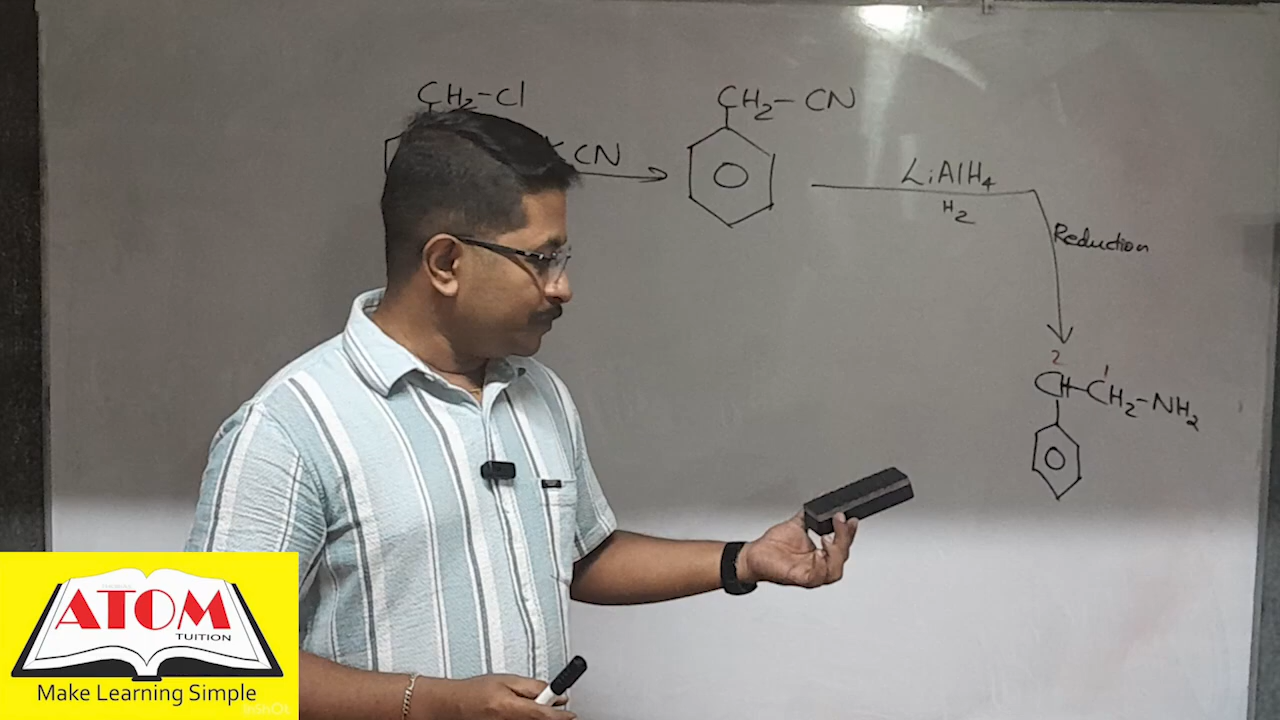 CH₂-Cl
CN
CH₂-CN
LiAlH₄
H₂
Reduction
2 1
CH-CH₂-NH₂
ATOM
TUITION
Make Learning Simple